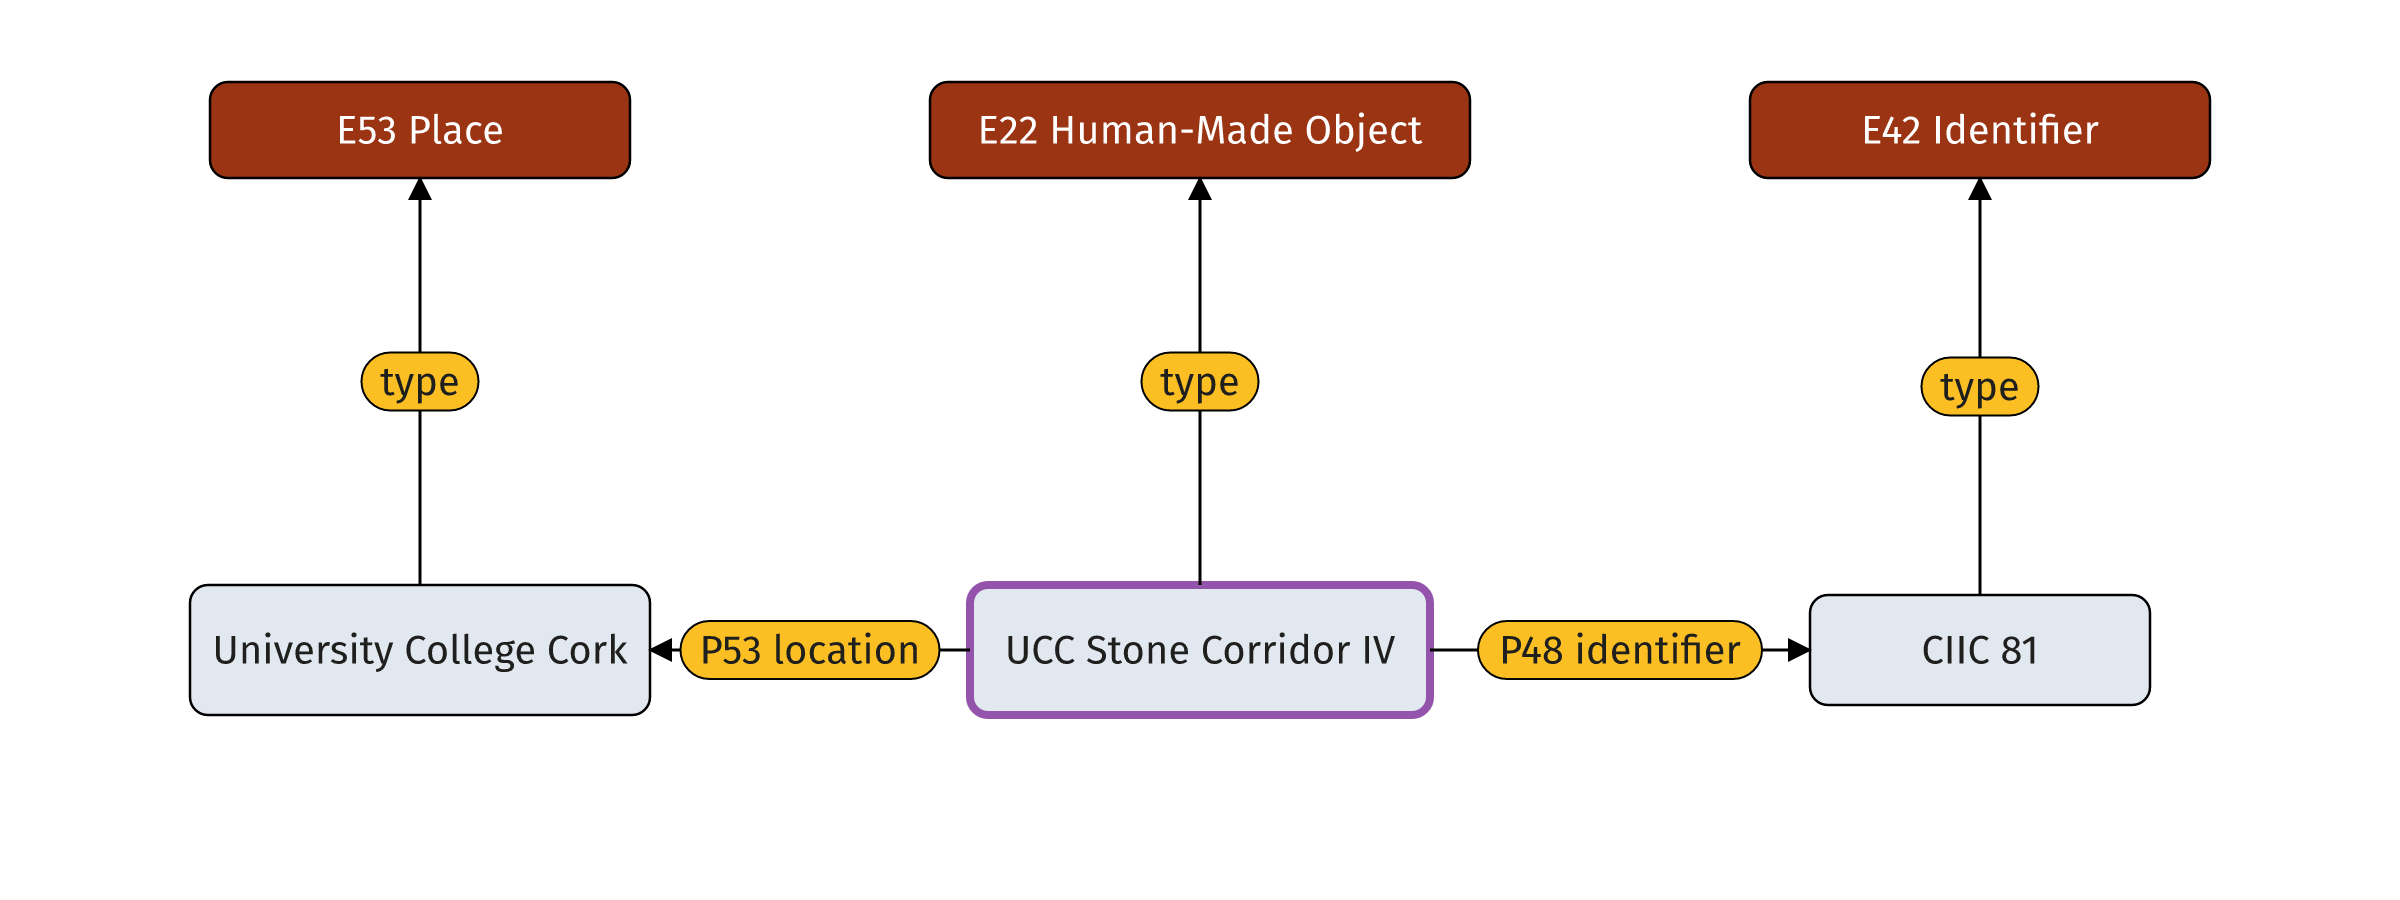 E53 Place
E22 Human-Made Object
E42 Identifier
type
type
type
University College Cork
P53 location
UCC Stone Corridor IV
P48 identifier
CIIC 81